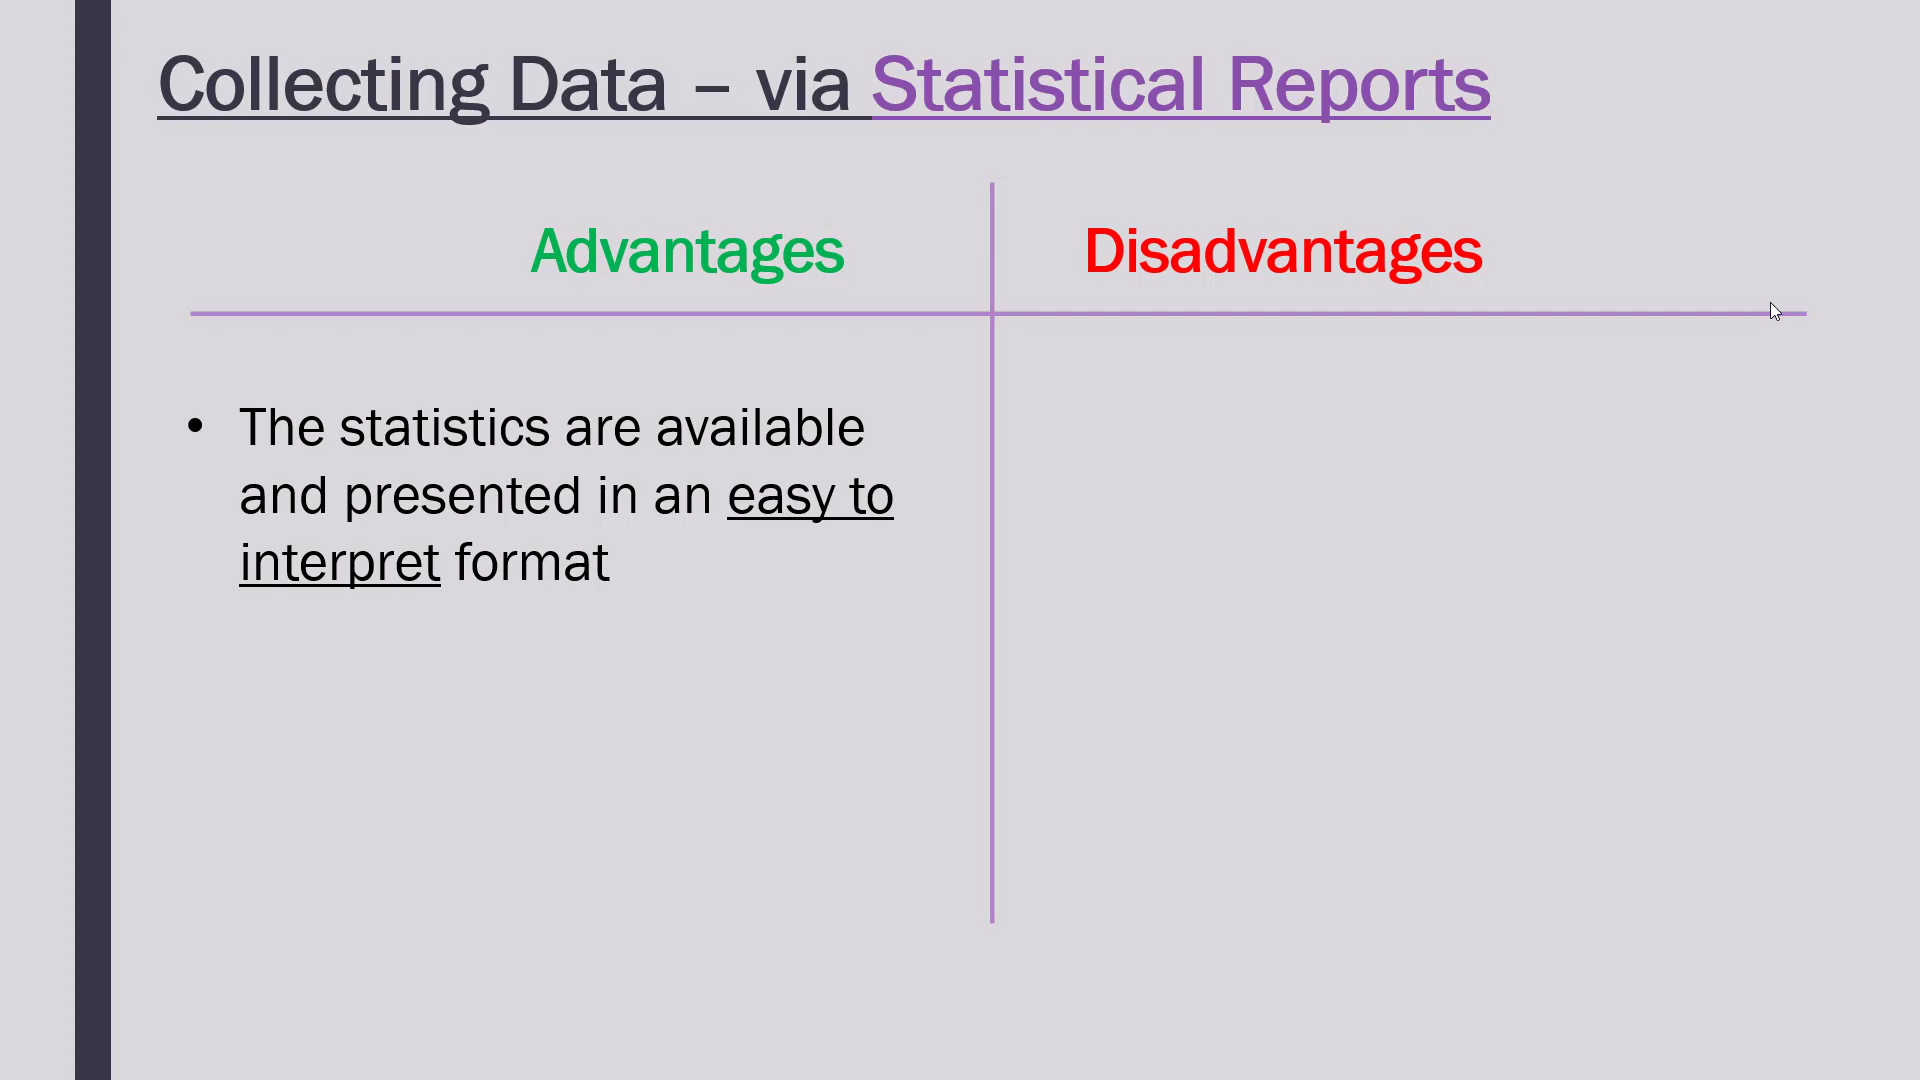 Collecting Data – via Statistical Reports
Advantages
Disadvantages
• The statistics are available
and presented in an easy to
interpret format